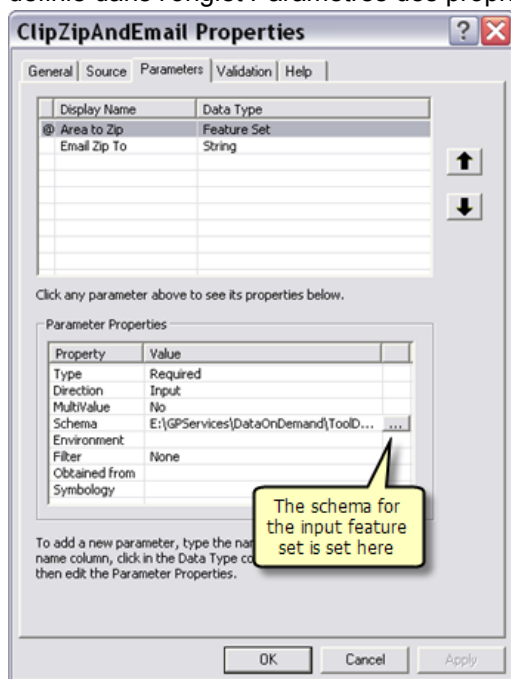 ClipZipAndEmail Properties
General Source Parameters Validation Help
Display Name Data Type
@ Area to Zip Feature Set
Email Zip To String
Click any parameter above to see its properties below.
Parameter Properties
Property Value
Type Required
Direction Input
MultiValue No
Schema E:\GPServices\DataOnDemand\ToolD... ...
Environment
Filter None
Obtained from
Symbology
The schema for
the input feature
set is set here
To add a new parameter, type the
name column, click in the Data Type
then edit the Parameter Properties.
OK Cancel Apply